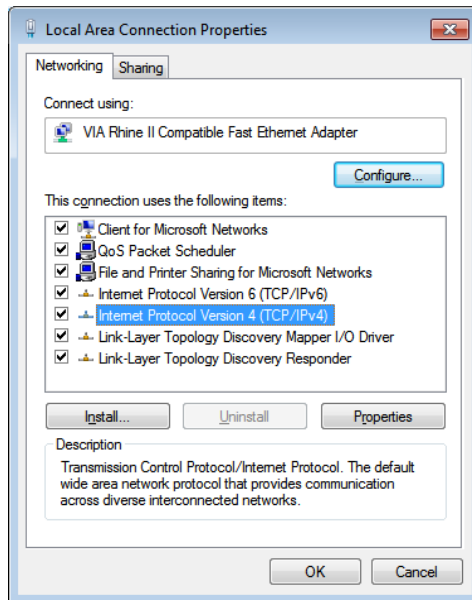 Local Area Connection Properties
Networking
Sharing
Connect using:
VIA Rhine II Compatible Fast Ethernet Adapter
Configure...
This connection uses the following items:
Client for Microsoft Networks
QoS Packet Scheduler
File and Printer Sharing for Microsoft Networks
Internet Protocol Version 6 (TCP/IPv6)
Internet Protocol Version 4 (TCP/IPv4)
Link-Layer Topology Discovery Mapper I/O Driver
Link-Layer Topology Discovery Responder
Install...
Uninstall
Properties
Description
Transmission Control Protocol/Internet Protocol. The default
wide area network protocol that provides communication
across diverse interconnected networks.
OK
Cancel